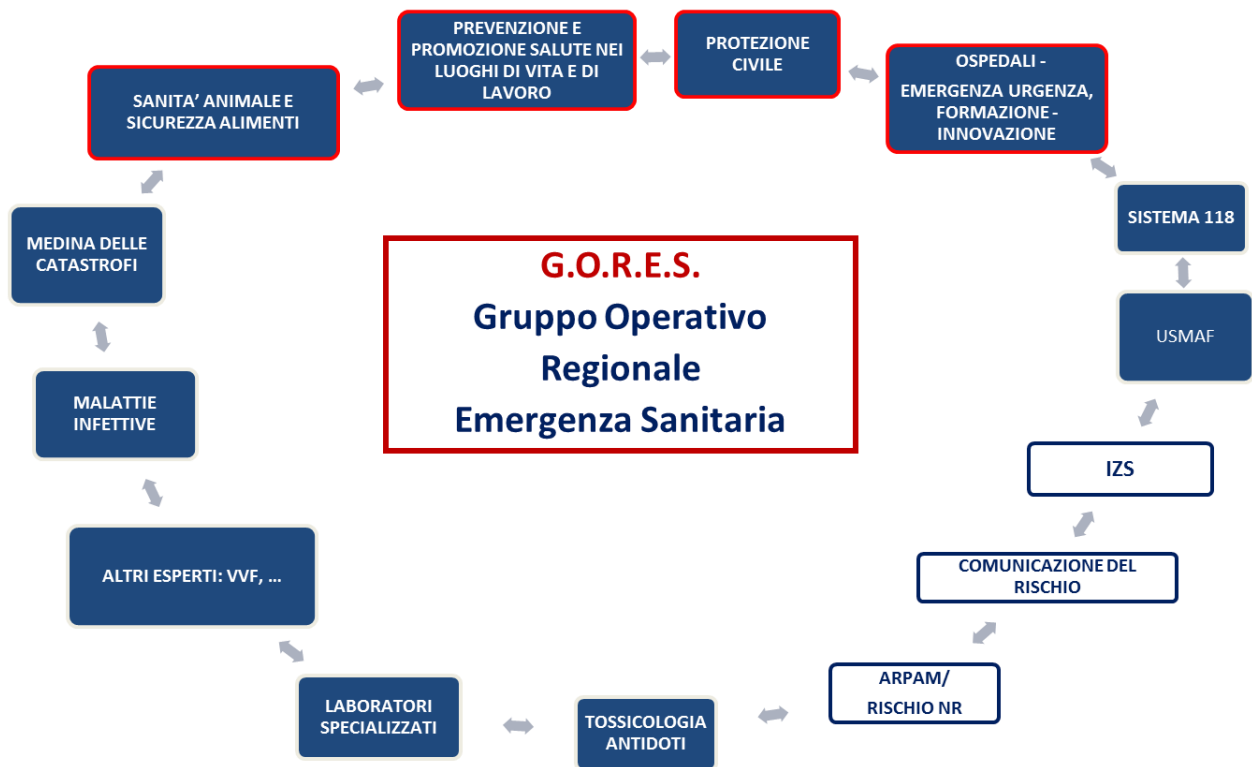 PREVENZIONE E
PROMOZIONE SALUTE NEI
LUOGHI DI VITA E DI
LAVORO
PROTEZIONE
CIVILE
OSPEDALI -
EMERGENZA URGENZA,
FORMAZIONE -
INNOVAZIONE
SISTEMA 118
USMAF
IZS
COMUNICAZIONE DEL
RISCHIO
ARPAM/
RISCHIO NR
TOSSICOLOGIA
ANTIDOTI
LABORATORI
SPECIALIZZATI
ALTRI ESPERTI: VVF, ...
MALATTIE
INFETTIVE
MEDINA DELLE
CATASTROFI
SANITA' ANIMALE E
SICUREZZA ALIMENTI
G.O.R.E.S.
Gruppo Operativo
Regionale
Emergenza Sanitaria